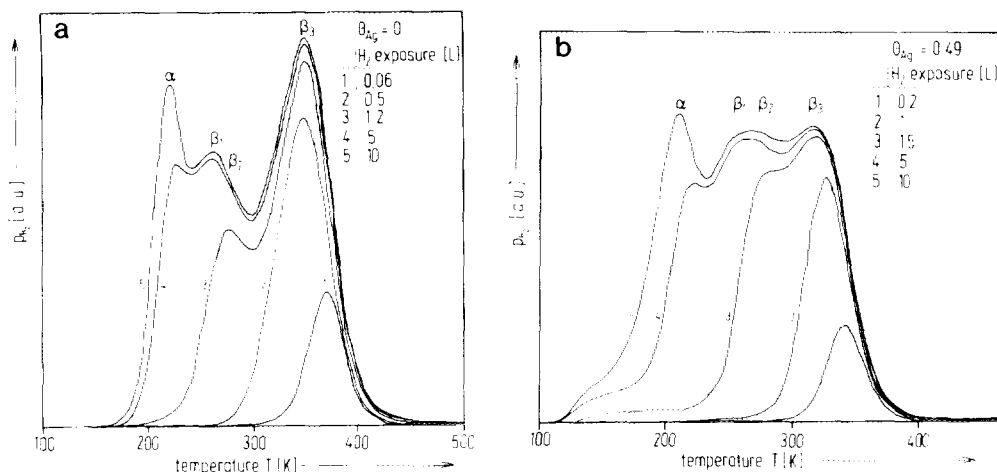 a
θAg = 0
H2 exposure [L]
1 0.06
2 0.5
3 1.2
4 5
5 10
α
β1
β2
β3
pH2 [a.u.]
100 200 300 400 500
temperature T [K]
b
θAg = 0.49
H2 exposure [L]
1 0.2
2
3 1.5
4 5
5 10
α
β1
β2
β3
pH2 [a.u.]
100 200 300 400
temperature T [K]